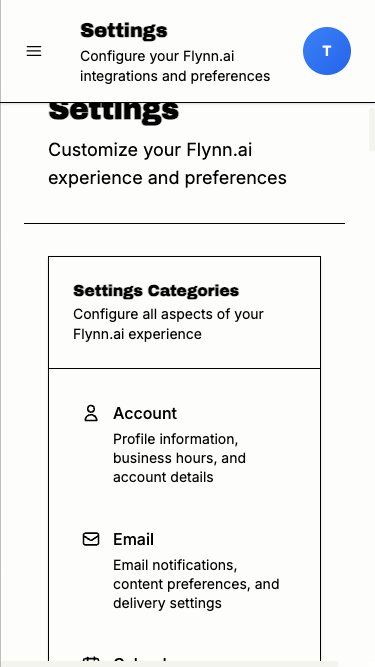 Settings
Configure your Flynn.ai
integrations and preferences
T
Settings
Customize your Flynn.ai
experience and preferences
Settings Categories
Configure all aspects of your
Flynn.ai experience
Account
Profile information,
business hours, and
account details
Email
Email notifications,
content preferences, and
delivery settings